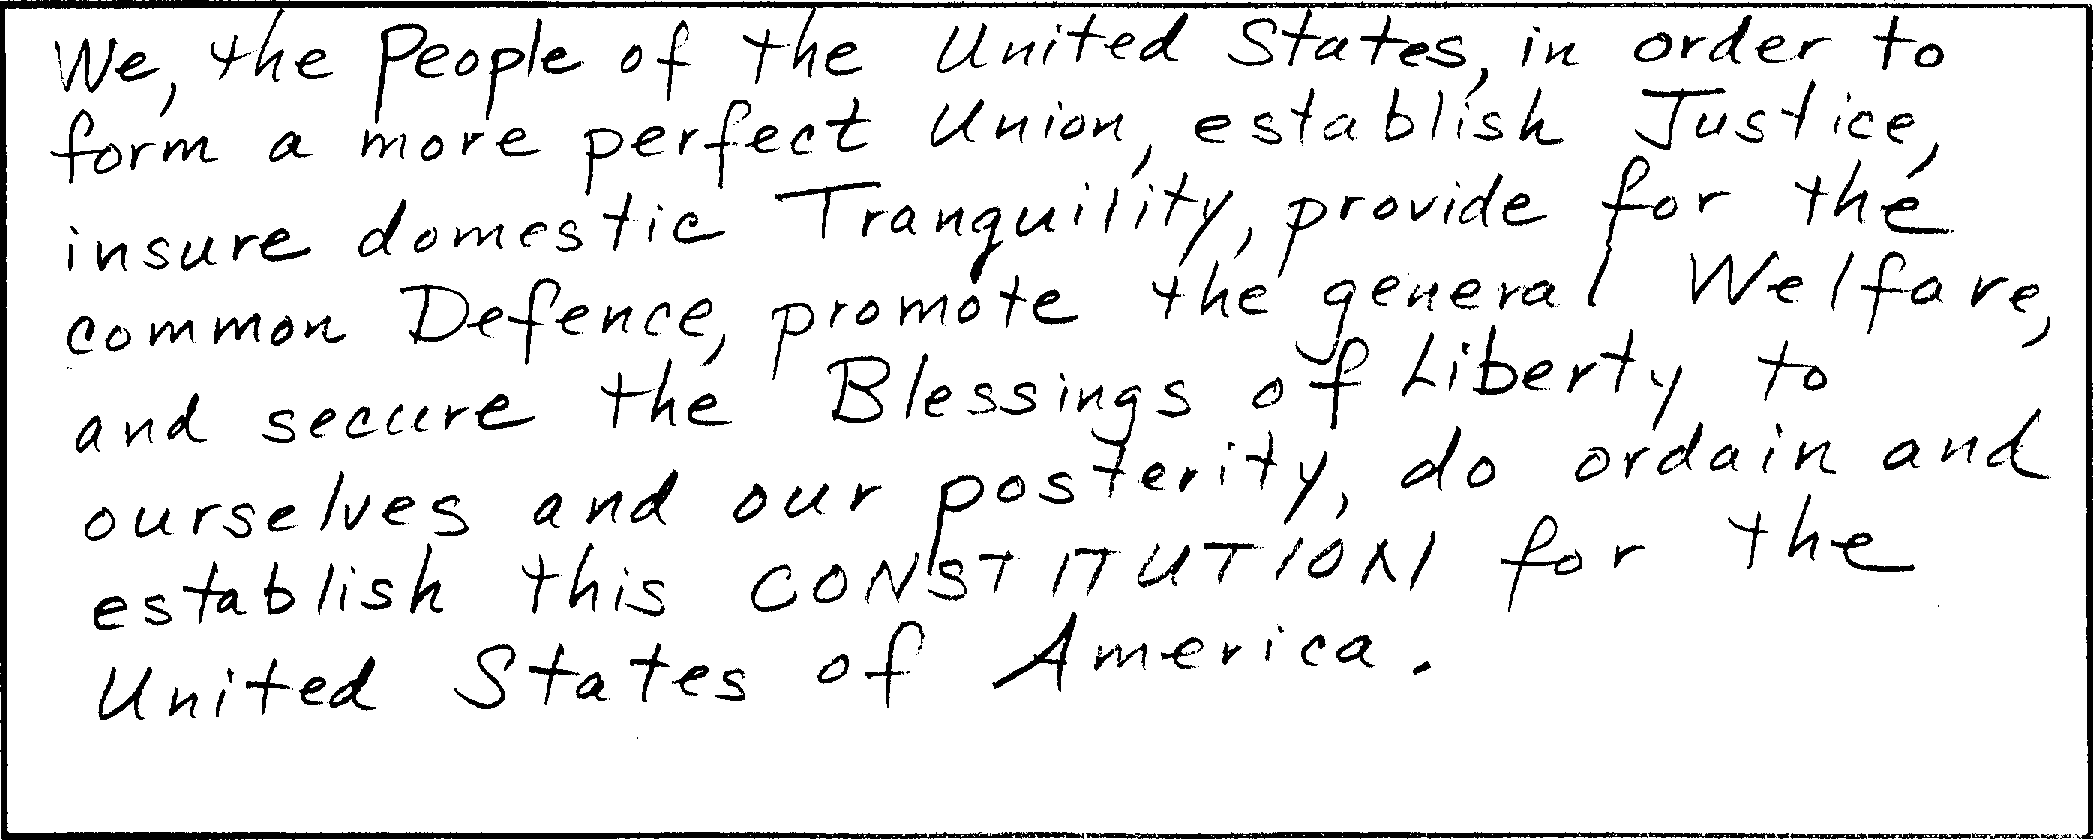 We, the People of the United States, in order to
form a more perfect Union, establish Justice,
insure domestic Tranquility, provide for the
common Defence, promote the general Welfare,
and secure the Blessings of Liberty to
ourselves and our posterity, do ordain and
establish this CONSTITUTION for the
United States of America.